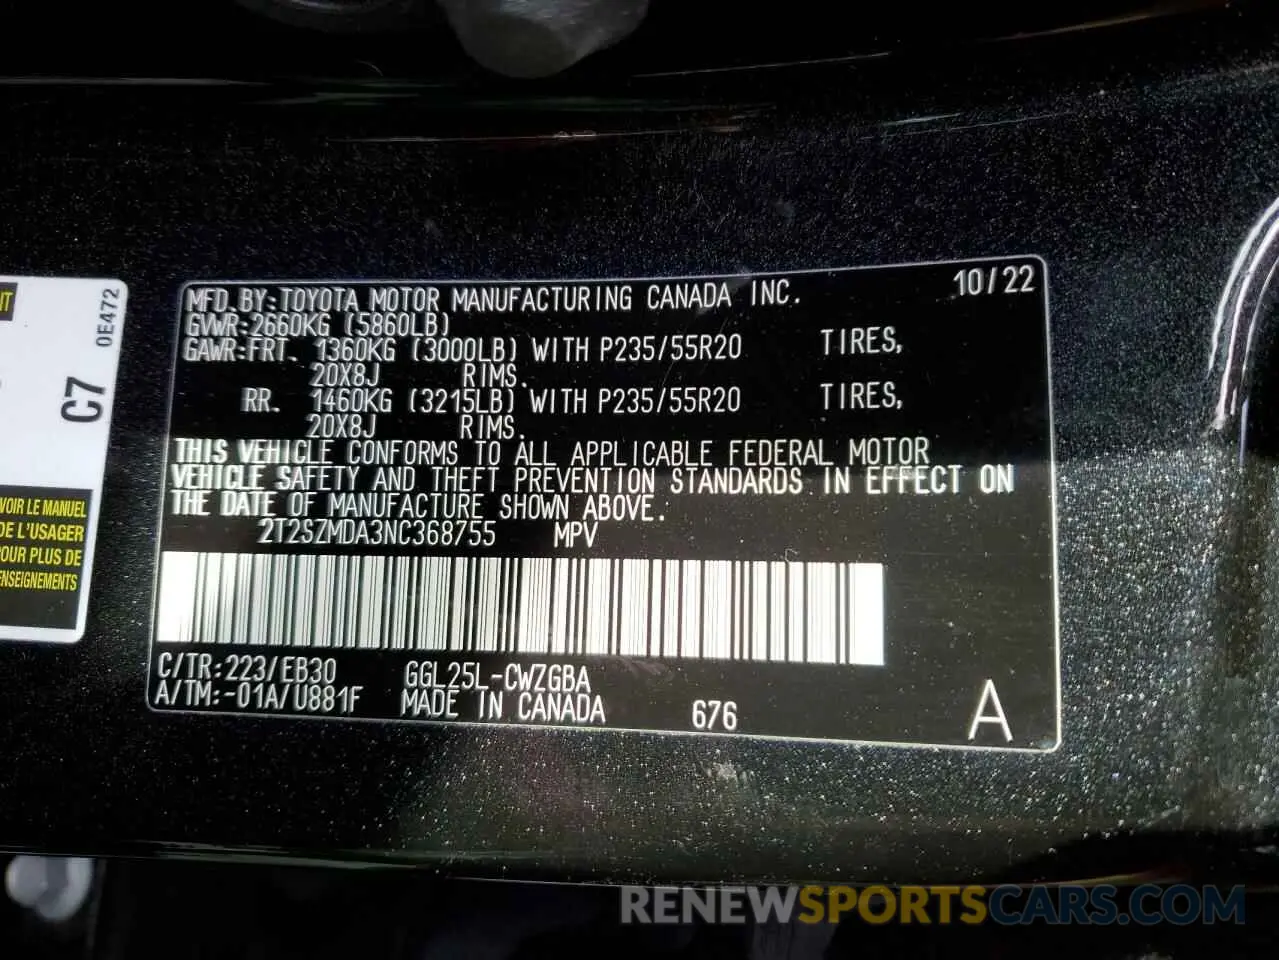 IT
0E472
C7
VOIR LE MANUEL
DE L'USAGER
POUR PLUS DE
ENSEIGNEMENTS
MFD.BY:TOYOTA MOTOR MANUFACTURING CANADA INC. 10/22
GVWR:2660KG (5860LB)
GAWR:FRT. 1360KG (3000LB) WITH P235/55R20 TIRES,
20X8J RIMS.
RR. 1460KG (3215LB) WITH P235/55R20 TIRES,
20X8J RIMS.
THIS VEHICLE CONFORMS TO ALL APPLICABLE FEDERAL MOTOR
VEHICLE SAFETY AND THEFT PREVENTION STANDARDS IN EFFECT ON
THE DATE OF MANUFACTURE SHOWN ABOVE.
2T2SZMDA3NC368755 MPV
C/TR:223/EB30 GGL25L-CWZGBA
A/TM:-01A/U881F MADE IN CANADA 676 A
RENEWSPORTSCARS.COM